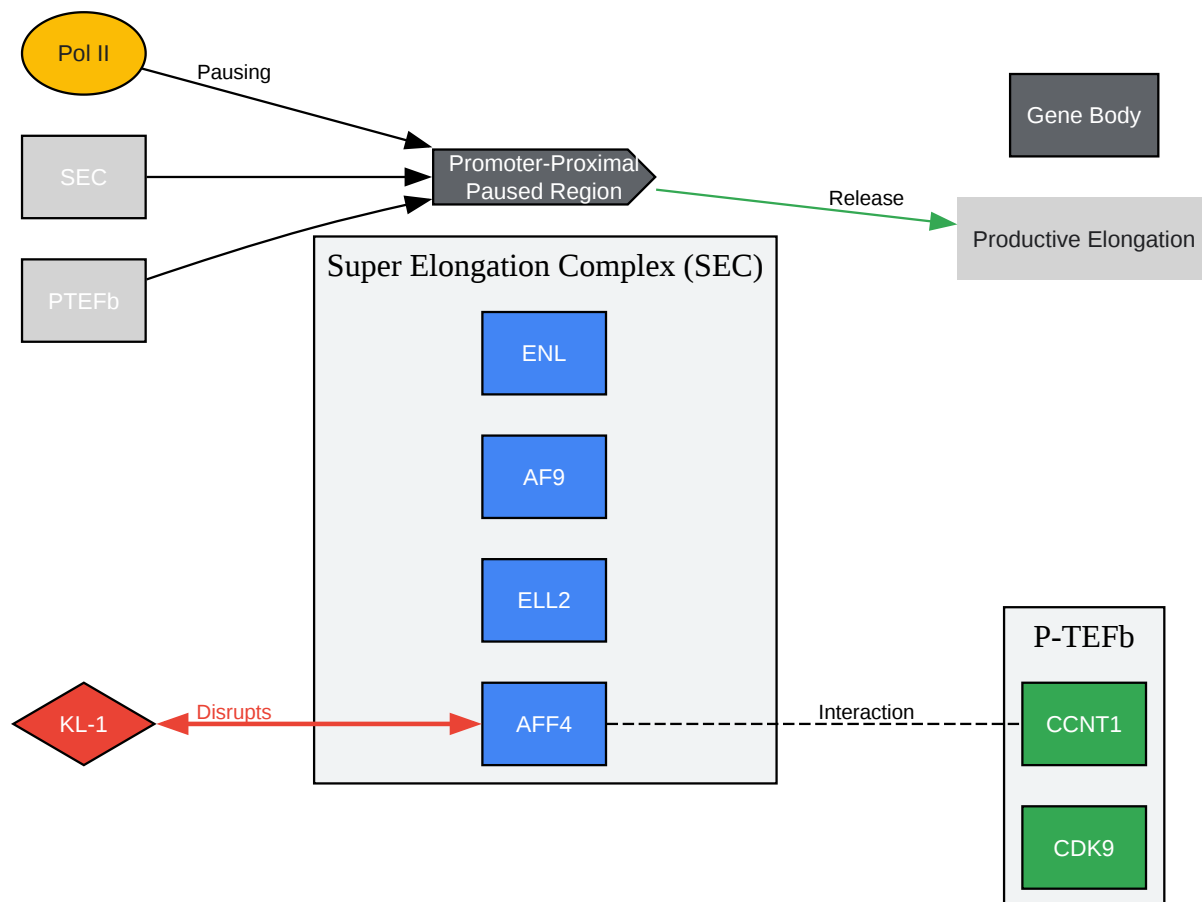 Pol II
Pausing
Gene Body
SEC
Promoter-Proximal
Paused Region
Release
Productive Elongation
PTEFb
Super Elongation Complex (SEC)
ENL
AF9
ELL2
P-TEFb
KL-1
Disrupts
AFF4
Interaction
CCNT1
CDK9